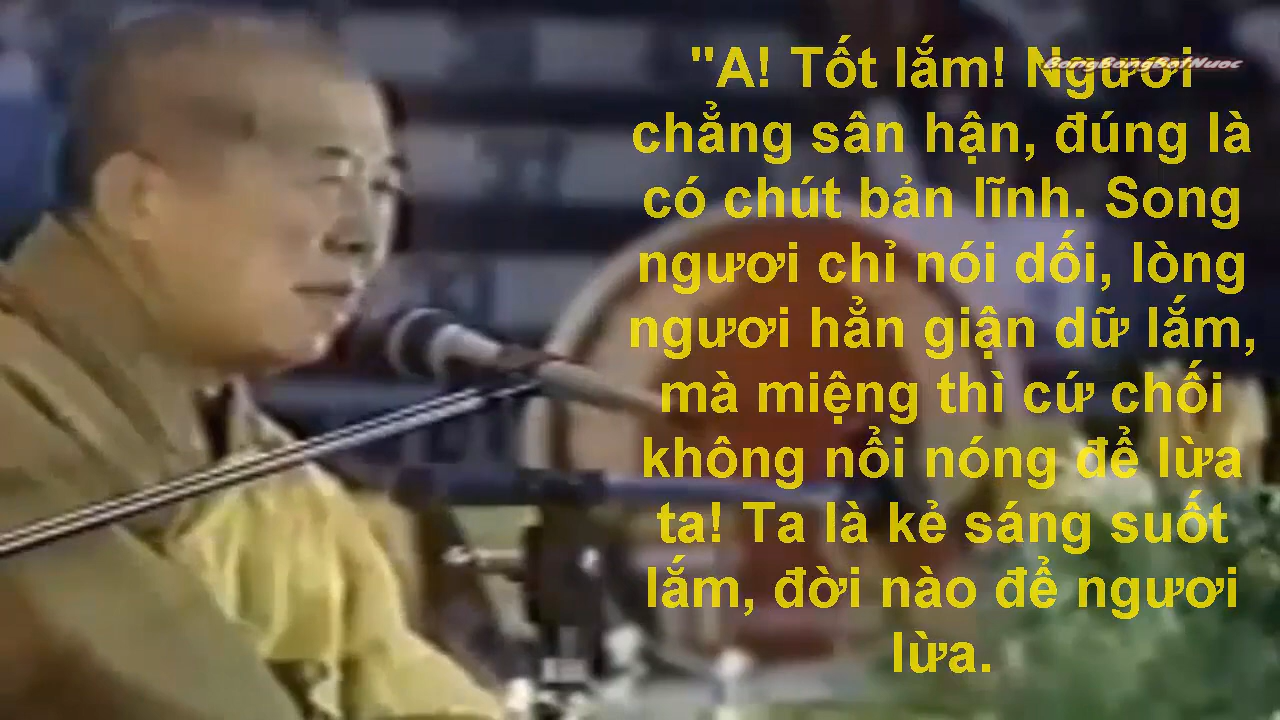 "A! Tốt lắm! Ngươi
BongBongBotNuoc
chẳng sân hận, đúng là
có chút bản lĩnh. Song
ngươi chỉ nói dối, lòng
ngươi hẳn giận dữ lắm,
mà miệng thì cứ chối
không nổi nóng để lừa
ta! Ta là kẻ sáng suốt
lắm, đời nào để ngươi
lừa.